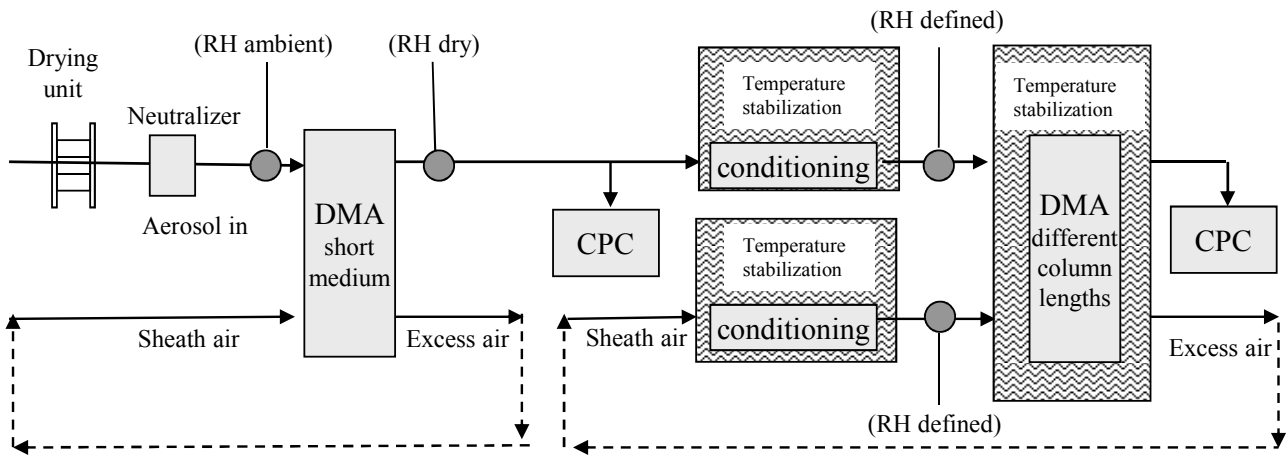 Drying
unit
Neutralizer
(RH ambient)
(RH dry)
Aerosol in
DMA
short
medium
Sheath air
Excess air
CPC
Temperature
stabilization
conditioning
(RH defined)
Temperature
stabilization
conditioning
Sheath air
(RH defined)
Temperature
stabilization
DMA
different
column
lengths
CPC
Excess air